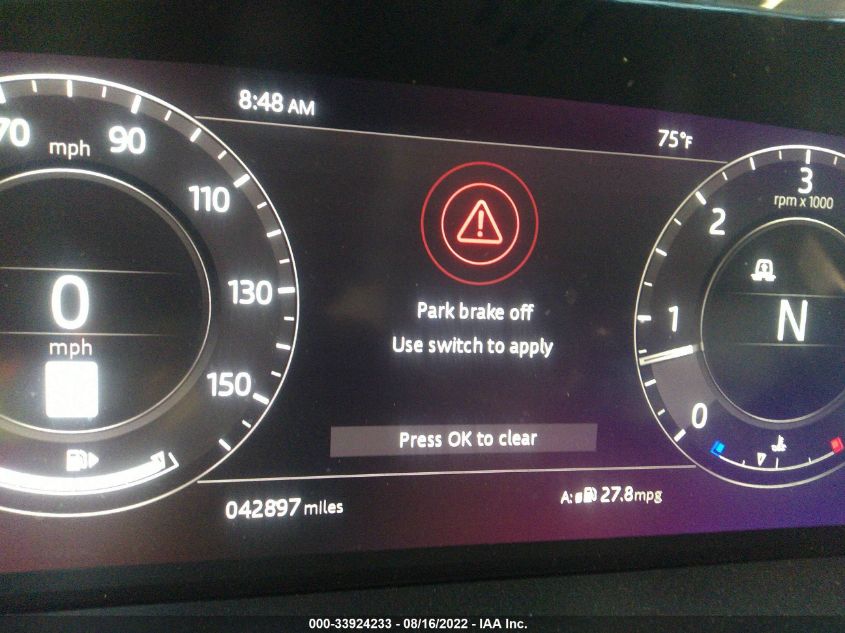 8:48 AM
75°F
70
mph
90
110
130
150
0
mph
Park brake off
Use switch to apply
Press OK to clear
3
rpm x 1000
2
1
0
N
042897 miles
A: 27.8mpg
000-33924233 - 08/16/2022 - IAA Inc.